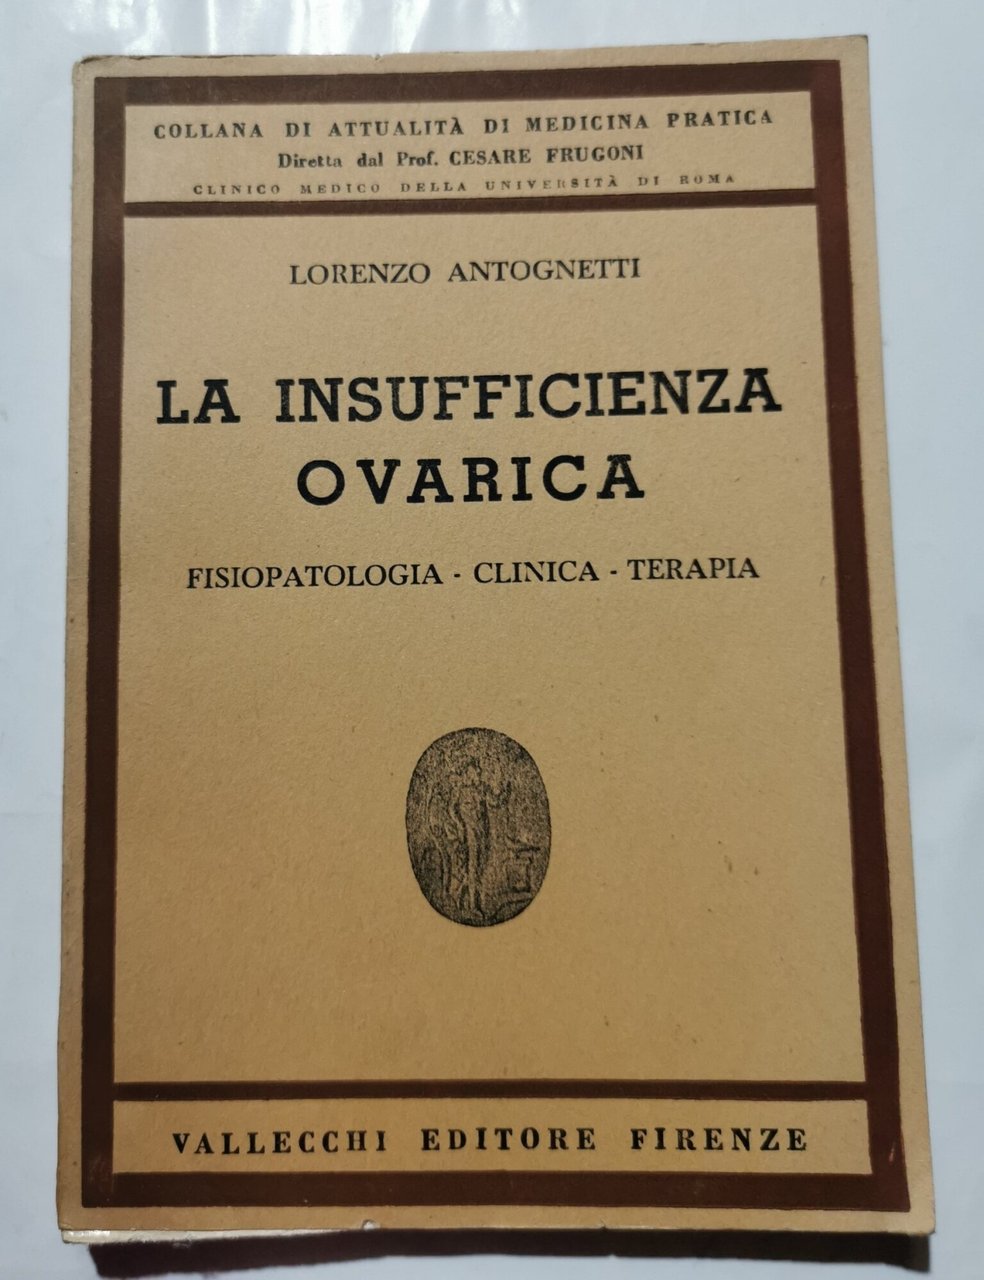 COLLANA DI ATTUALITÀ DI MEDICINA PRATICA
Diretta dal Prof. CESARE FRUGONI
CLINICO MEDICO DELLA UNIVERSITÀ DI ROMA
LORENZO ANTOGNETTI
LA INSUFFICIENZA
OVARICA
FISIOPATOLOGIA - CLINICA - TERAPIA
VALLECCHI EDITORE FIRENZE